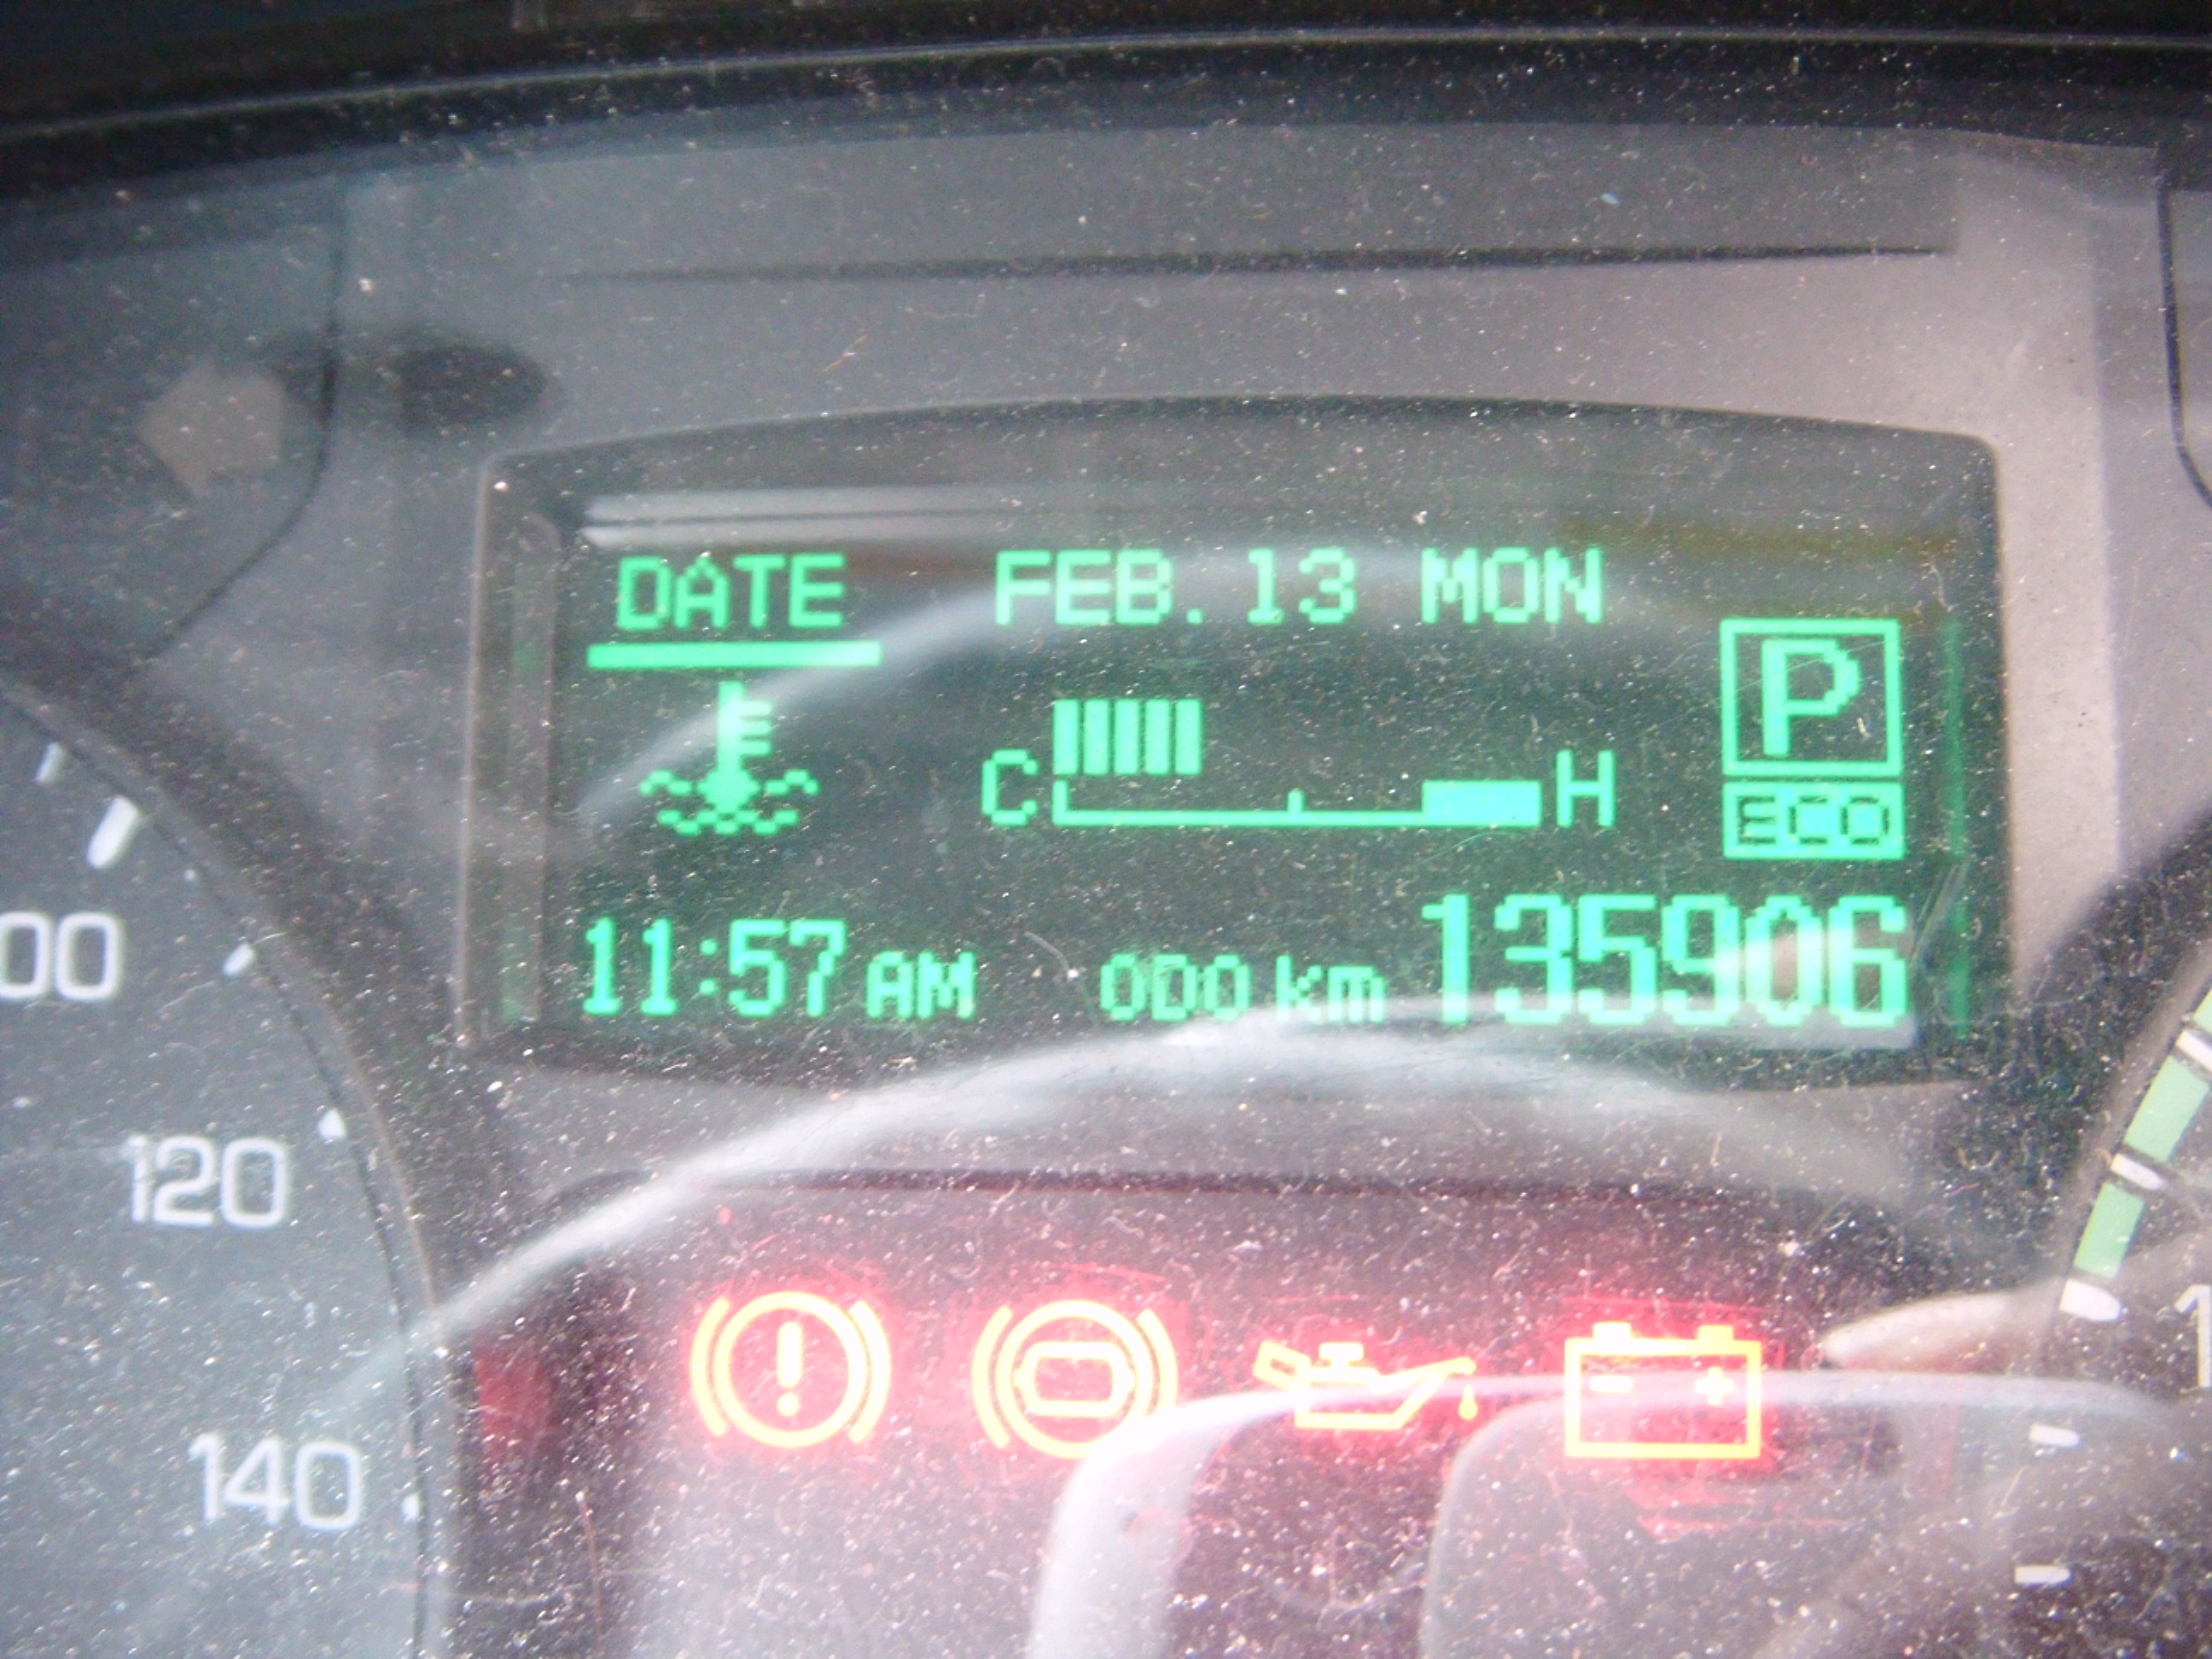 DATE FEB.13 MON
P
C H
ECO
11:57 AM ODO km 135906
00
120
140